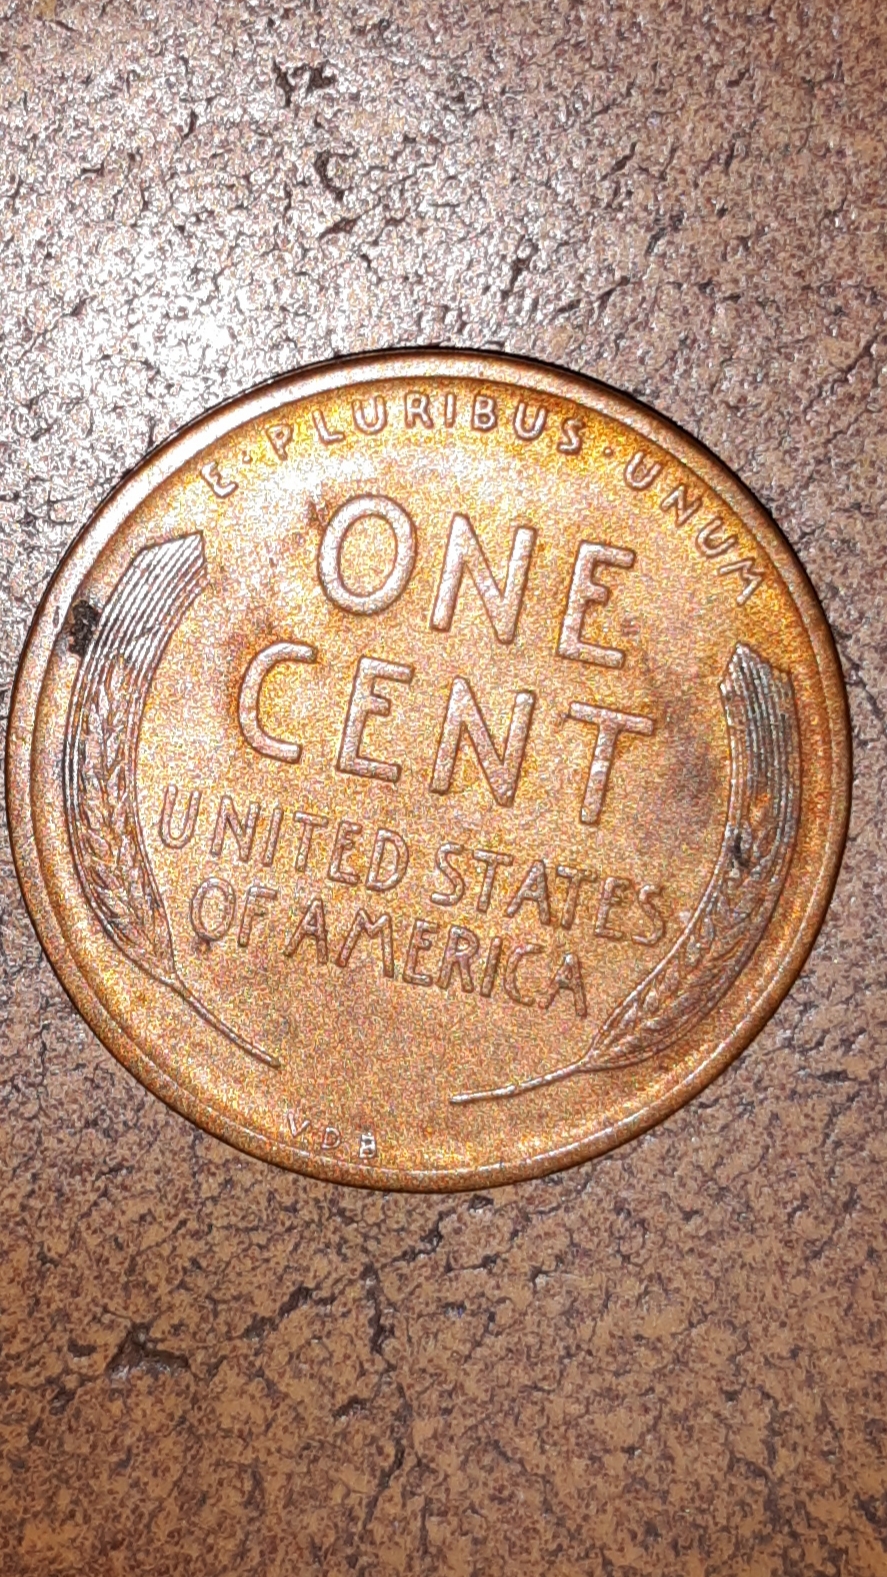 E·PLURIBUS·UNUM
ONE
CENT
UNITED STATES
OF AMERICA
V.D.B.